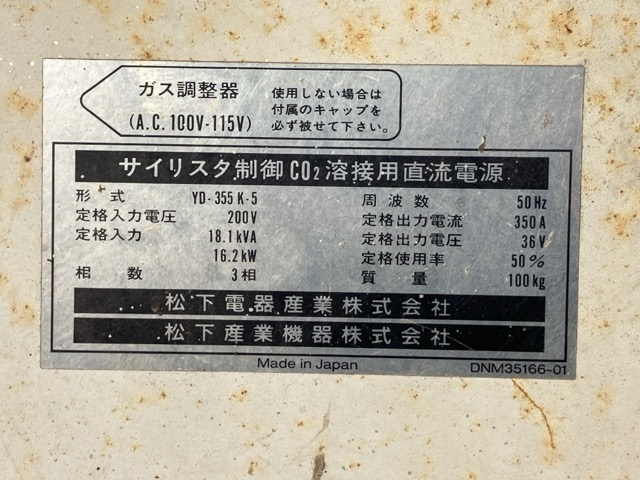 ガス調整器
(A.C.100V-115V)
使用しない場合は
付属のキャップを
必ず被せて下さい。
サイリスタ制御CO₂溶接用直流電源
形式 YD-355K-5
定格入力電圧 200V
定格入力 18.1kVA
16.2kW
相数 3相
周波数 50Hz
定格出力電流 350A
定格出力電圧 36V
定格使用率 50%
質量 100kg
松下電器産業株式会社
松下産業機器株式会社
Made in Japan
DNM35166-01